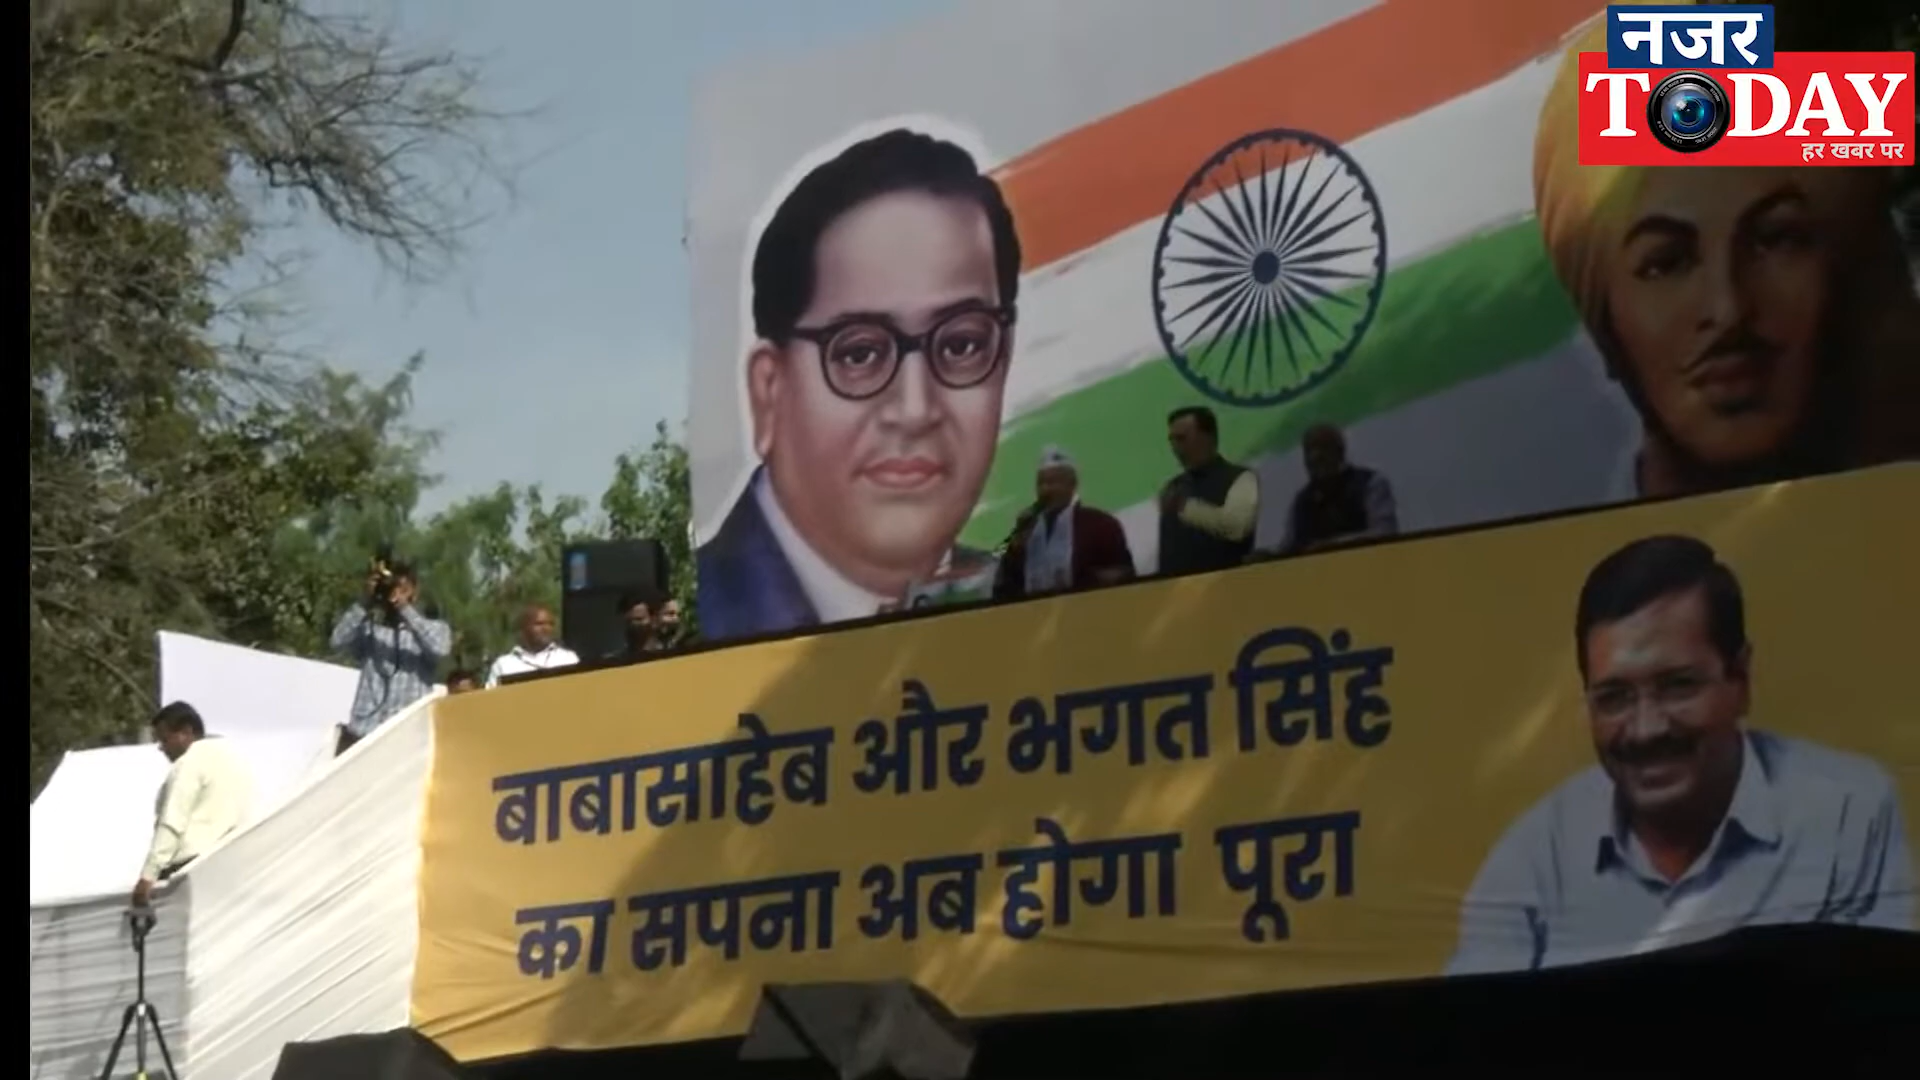 नजर
TODAY
हर खबर पर
बाबासाहेब और भगत सिंह
का सपना अब होगा पूरा